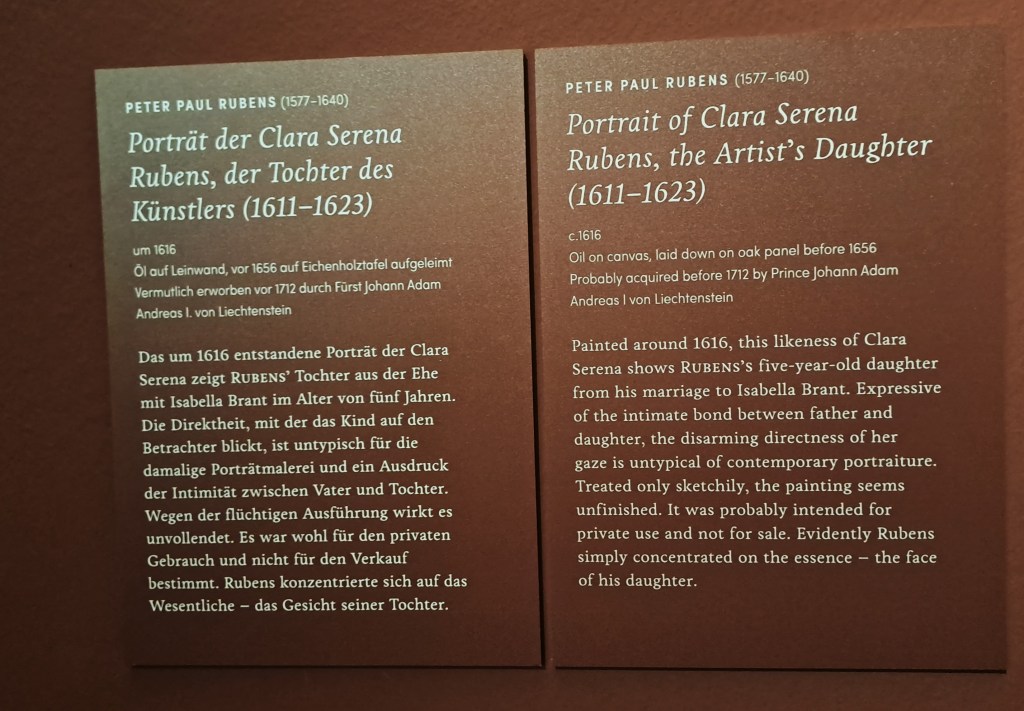 PETER PAUL RUBENS (1577–1640)
Porträt der Clara Serena
Rubens, der Tochter des
Künstlers (1611–1623)
um 1616
Öl auf Leinwand, vor 1656 auf Eichenholztafel aufgeleimt
Vermutlich erworben vor 1712 durch Fürst Johann Adam
Andreas I. von Liechtenstein
Das um 1616 entstandene Porträt der Clara
Serena zeigt RUBENS’ Tochter aus der Ehe
mit Isabella Brant im Alter von fünf Jahren.
Die Direktheit, mit der das Kind auf den
Betrachter blickt, ist untypisch für die
damalige Porträtmalerei und ein Ausdruck
der Intimität zwischen Vater und Tochter.
Wegen der flüchtigen Ausführung wirkt es
unvollendet. Es war wohl für den privaten
Gebrauch und nicht für den Verkauf
bestimmt. Rubens konzentrierte sich auf das
Wesentliche – das Gesicht seiner Tochter.
PETER PAUL RUBENS (1577–1640)
Portrait of Clara Serena
Rubens, the Artist’s Daughter
(1611–1623)
c.1616
Oil on canvas, laid down on oak panel before 1656
Probably acquired before 1712 by Prince Johann Adam
Andreas I von Liechtenstein
Painted around 1616, this likeness of Clara
Serena shows RUBENS’s five-year-old daughter
from his marriage to Isabella Brant. Expressive
of the intimate bond between father and
daughter, the disarming directness of her
gaze is untypical of contemporary portraiture.
Treated only sketchily, the painting seems
unfinished. It was probably intended for
private use and not for sale. Evidently Rubens
simply concentrated on the essence – the face
of his daughter.